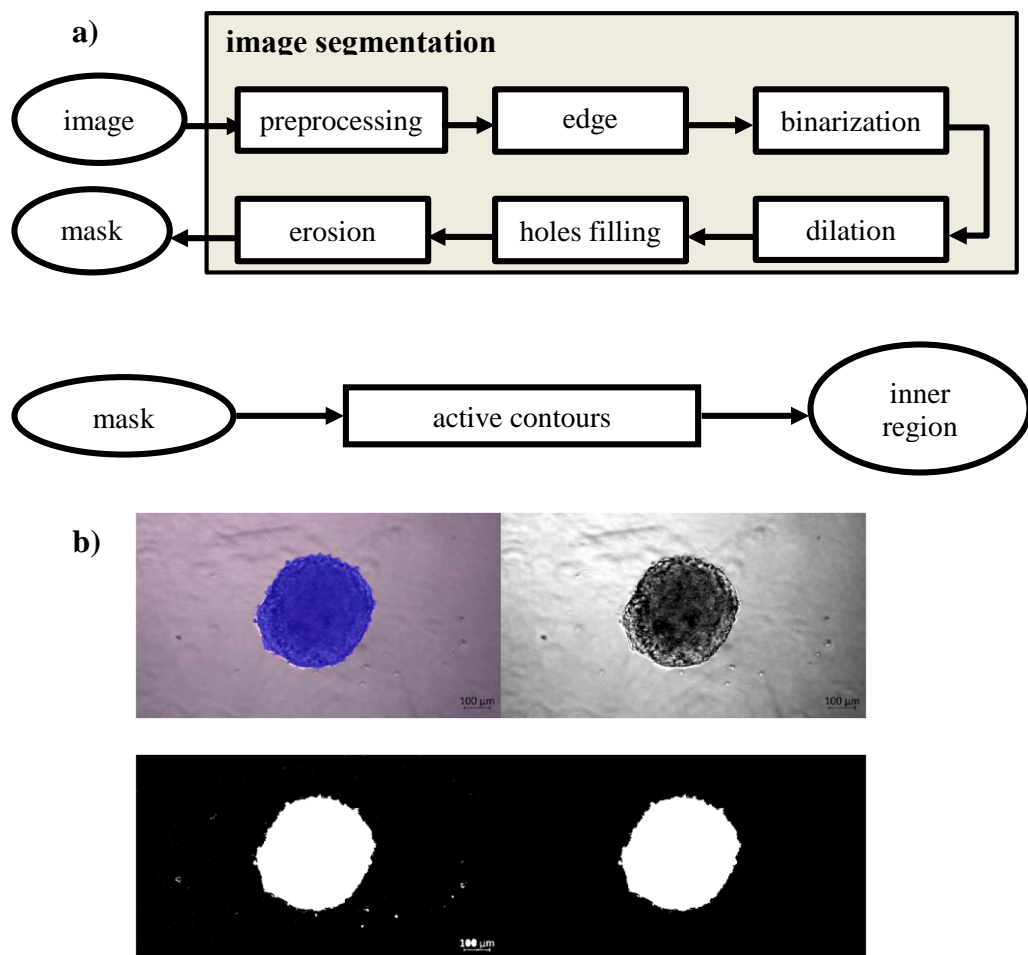 a)
image segmentation
image
preprocessing
edge
binarization
mask
erosion
holes filling
dilation
mask
active contours
inner
region
b)
100 µm
100 µm
100 µm